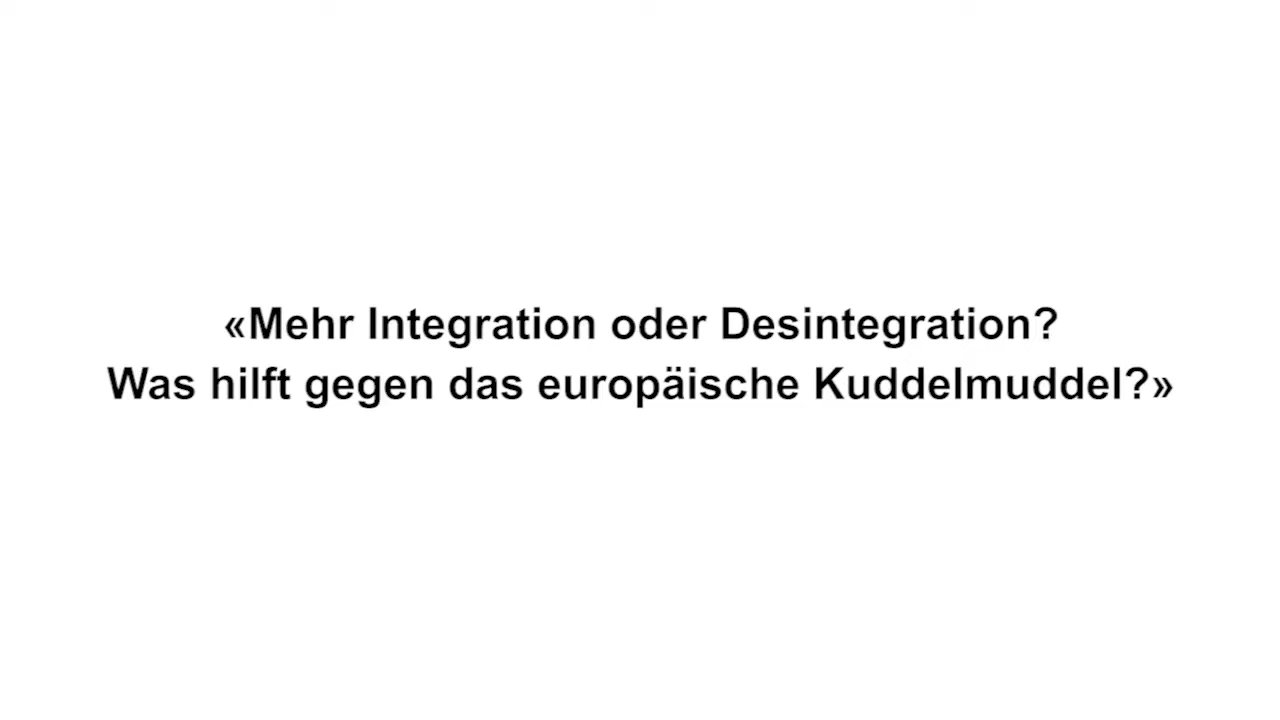 «Mehr Integration oder Desintegration?
Was hilft gegen das europäische Kuddelmuddel?»